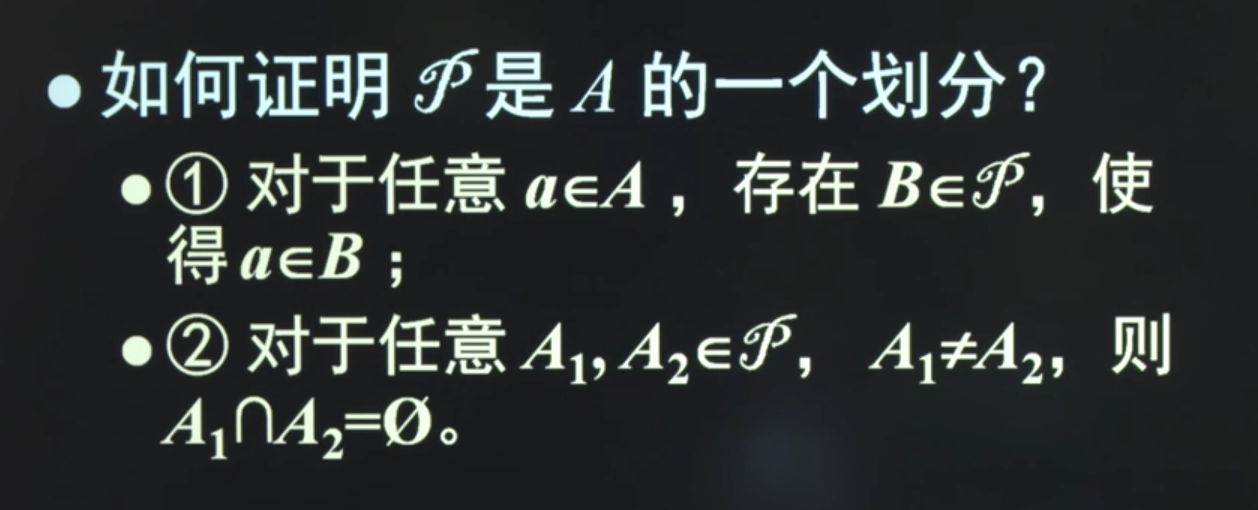 • 如何证明 𝒫 是 A 的一个划分？
• ① 对于任意 a∈A，存在 B∈𝒫，使
得 a∈B；
• ② 对于任意 A₁, A₂∈𝒫， A₁≠A₂，则
A₁∩A₂=Ø。